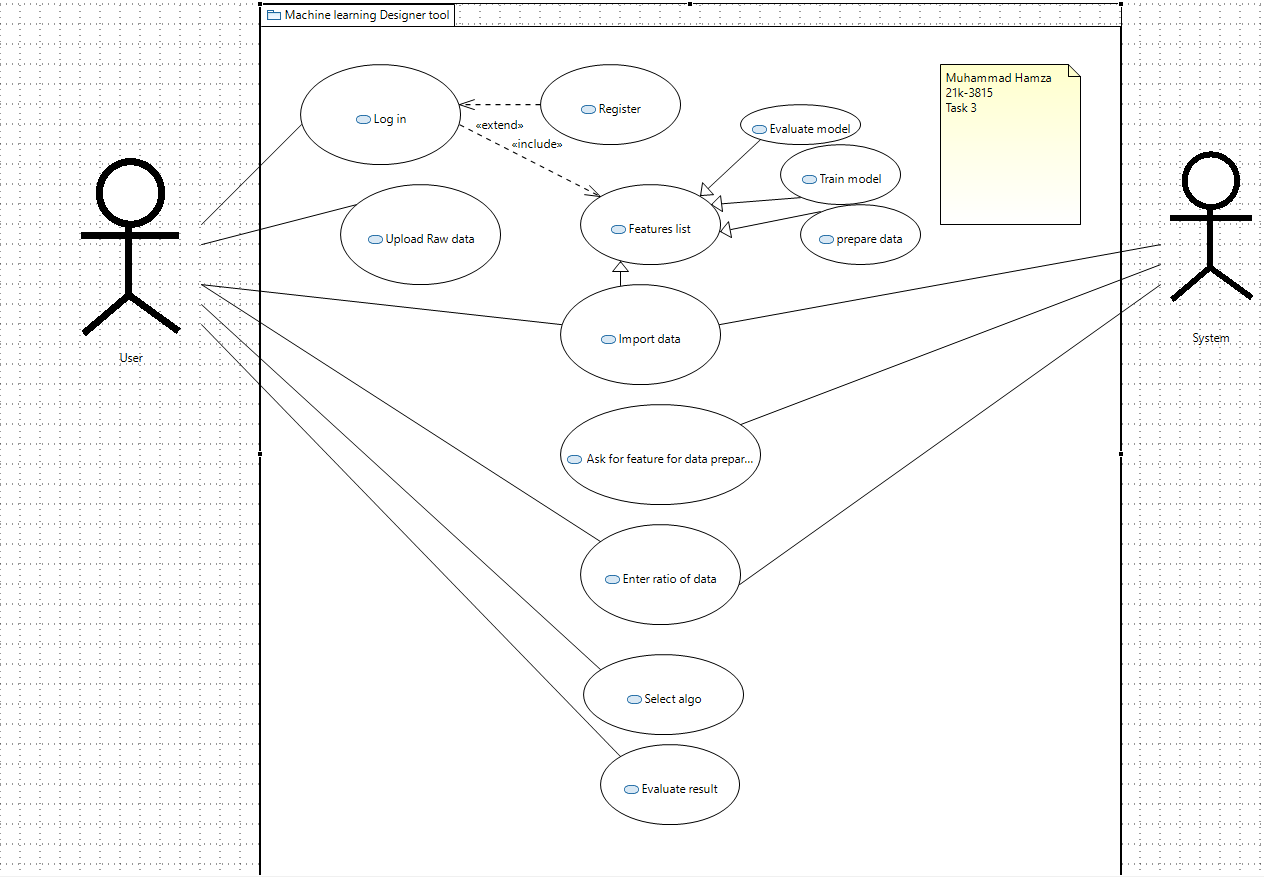 Machine learning Designer tool
Muhammad Hamza
21k-3815
Task 3
Log in
Register
«extend»
«include»
Evaluate model
Train model
Features list
prepare data
Upload Raw data
Import data
User
System
Ask for feature for data prepar...
Enter ratio of data
Select algo
Evaluate result